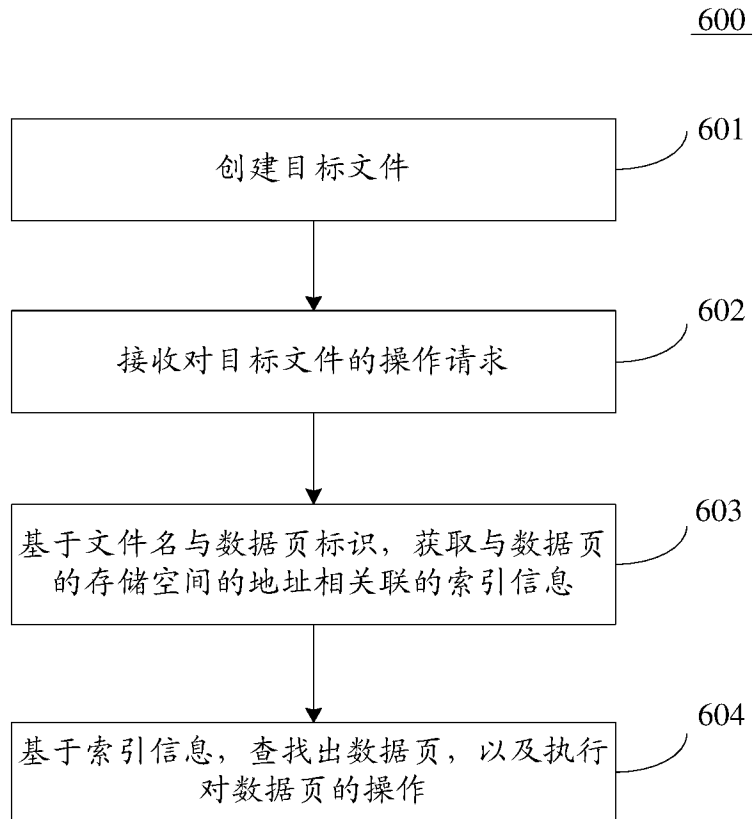 600
创建目标文件
601
接收对目标文件的操作请求
602
基于文件名与数据页标识，获取与数据页
的存储空间的地址相关联的索引信息
603
基于索引信息，查找出数据页，以及执行
对数据页的操作
604